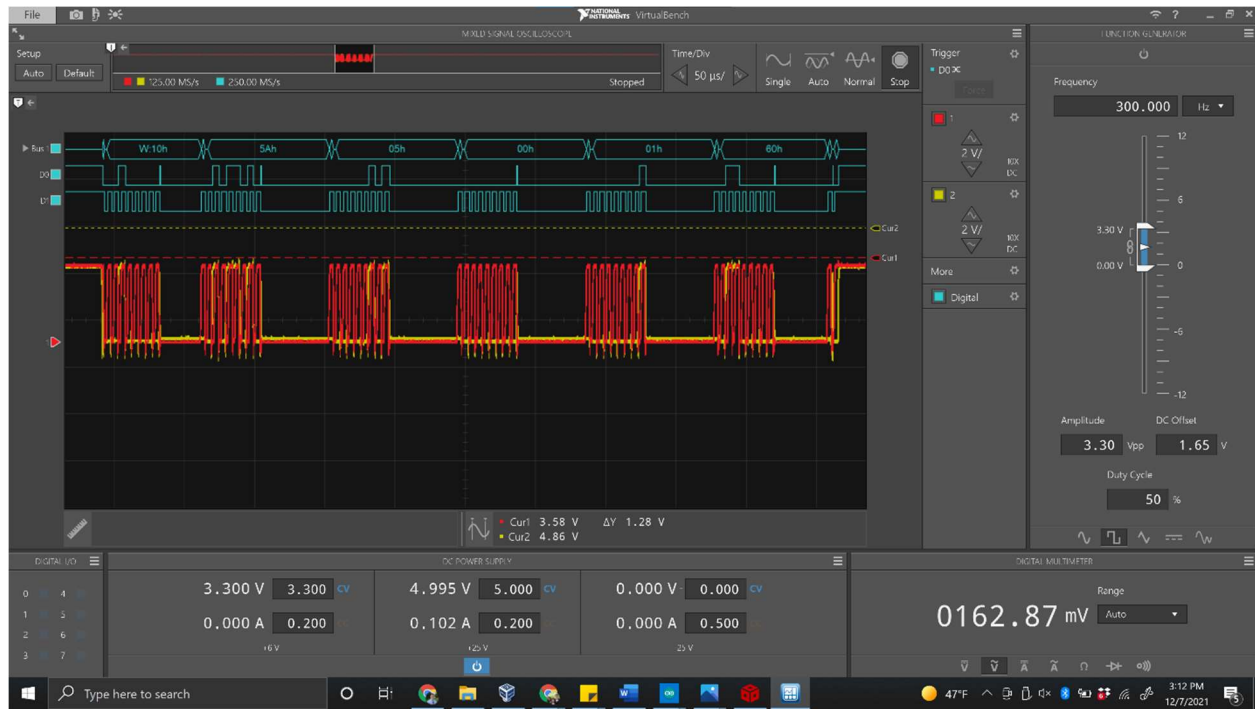 File
NATIONAL INSTRUMENTS VirtualBench
? _ ×
MIXED SIGNAL OSCILLOSCOPE
FUNCTION GENERATOR
Setup
Auto Default
125.00 MS/s 250.00 MS/s Stopped
Time/Div
50 µs/
Single Auto Normal Stop
Trigger
D0
Force
1
2 V/
10X
DC
2
2 V/
10X
DC
More
Digital
Bus 1 W:10h 5Ah 05h 00h 01h 60h
D0
D1
Cur2
Cur1
1
Cur1 3.58 V ΔY 1.28 V
Cur2 4.86 V
Frequency
300.000 Hz
12
6
3.30 V
0.00 V 0
-6
-12
Amplitude DC Offset
3.30 Vpp 1.65 V
Duty Cycle
50 %
DIGITAL I/O
0 4
1 5
2 6
3 7
DC POWER SUPPLY
3.300 V 3.300 CV 4.995 V 5.000 CV 0.000 V 0.000 CV
0.000 A 0.200 0.102 A 0.200 0.000 A 0.500
+6 V +25 V 25 V
DIGITAL MULTIMETER
Range
0162.87 mV Auto
V V A A Ω
Type here to search
47°F
3:12 PM
12/7/2021
5